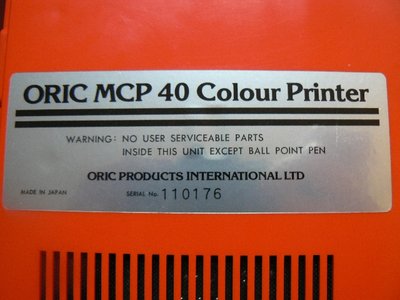 ORIC MCP 40 Colour Printer
WARNING: NO USER SERVICEABLE PARTS
INSIDE THIS UNIT EXCEPT BALL POINT PEN
ORIC PRODUCTS INTERNATIONAL LTD
MADE IN JAPAN SERIAL No. 110176